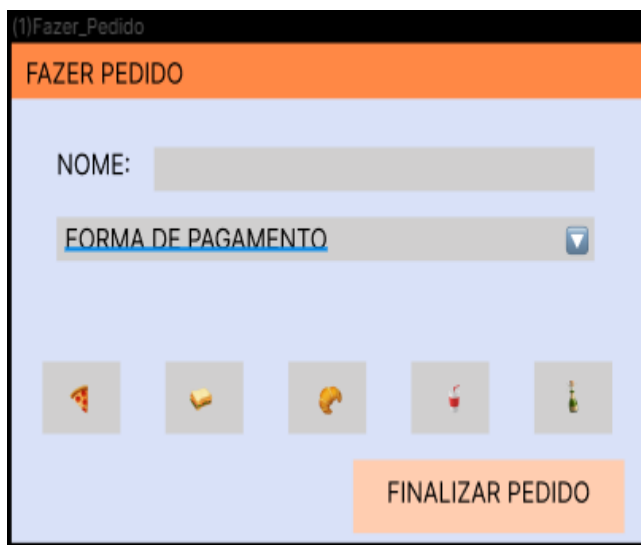 (1)Fazer_Pedido
FAZER PEDIDO
NOME:
FORMA DE PAGAMENTO
FINALIZAR PEDIDO